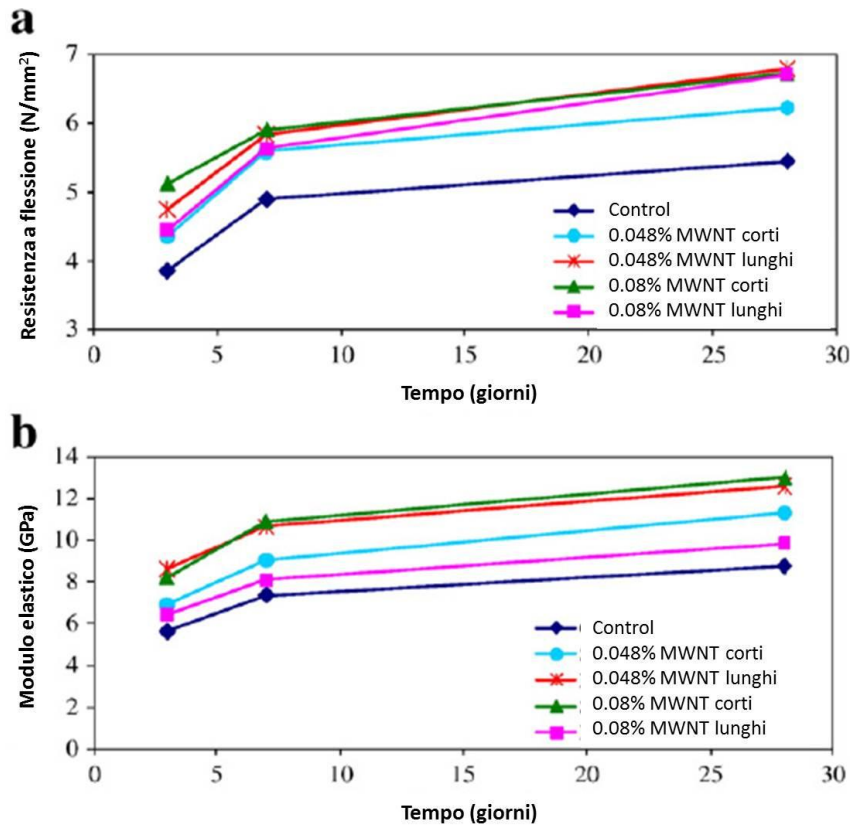 a
Resistenza a flessione (N/mm²)
7
6
5
4
3
0 5 10 15 20 25 30
Control
0.048% MWNT corti
0.048% MWNT lunghi
0.08% MWNT corti
0.08% MWNT lunghi
Tempo (giorni)
b
Modulo elastico (GPa)
14
12
10
8
6
4
2
0
0 5 10 15 20 25 30
Control
0.048% MWNT corti
0.048% MWNT lunghi
0.08% MWNT corti
0.08% MWNT lunghi
Tempo (giorni)